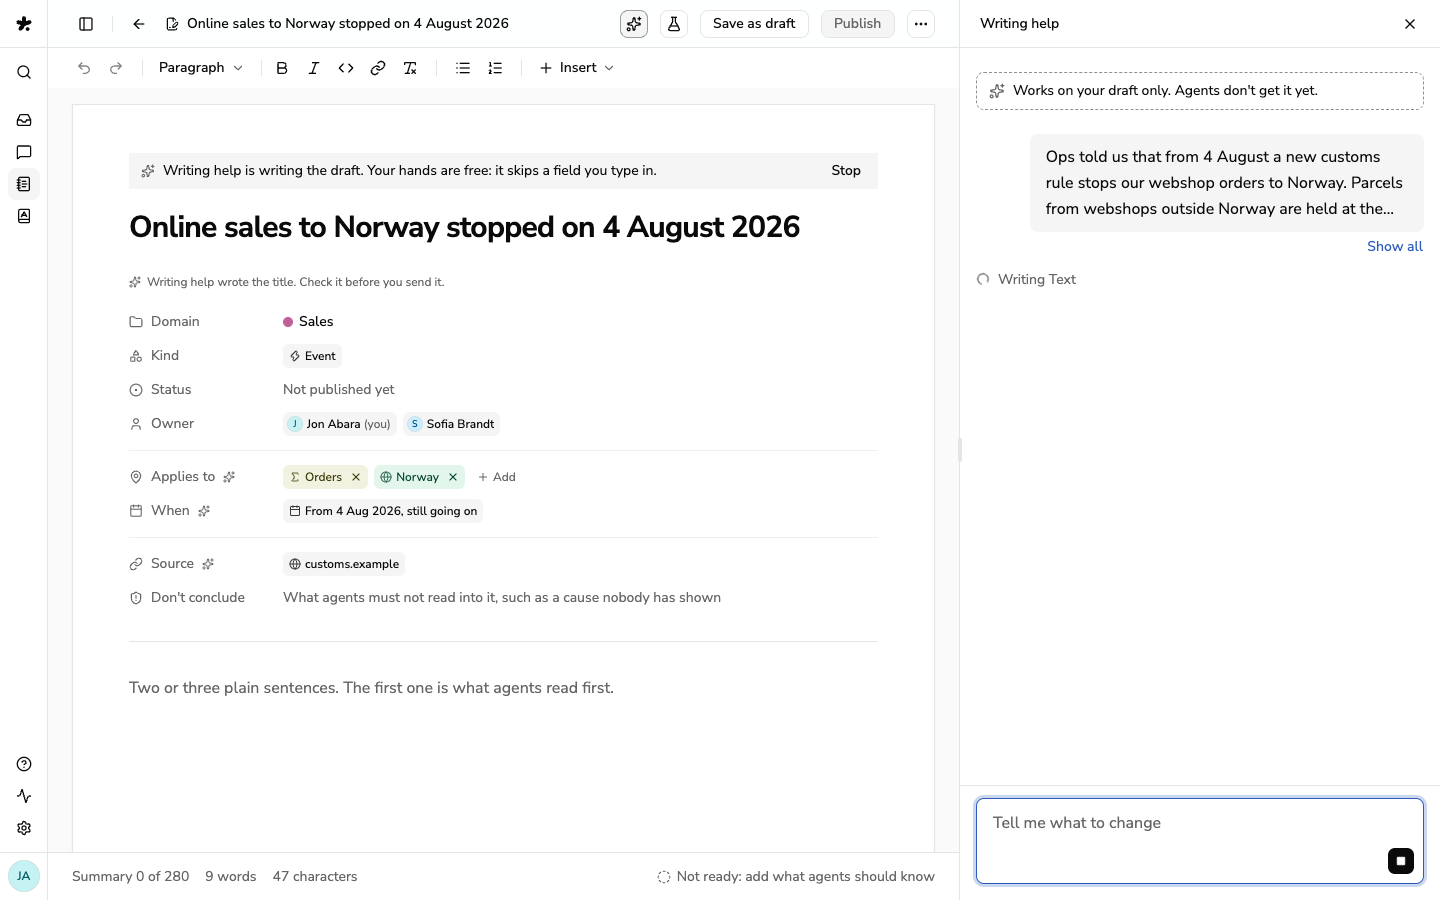 Online sales to Norway stopped on 4 August 2026
Save as draft
Publish
Writing help
Paragraph
Insert
Works on your draft only. Agents don't get it yet.
Ops told us that from 4 August a new customs
rule stops our webshop orders to Norway. Parcels
from webshops outside Norway are held at the...
Show all
Writing Text
Writing help is writing the draft. Your hands are free: it skips a field you type in.
Stop
Online sales to Norway stopped on 4 August 2026
Writing help wrote the title. Check it before you send it.
Domain
Sales
Kind
Event
Status
Not published yet
Owner
J Jon Abara (you)
S Sofia Brandt
Applies to
Orders
Norway
Add
When
From 4 Aug 2026, still going on
Source
customs.example
Don't conclude
What agents must not read into it, such as a cause nobody has shown
Two or three plain sentences. The first one is what agents read first.
Tell me what to change
JA
Summary 0 of 280
9 words
47 characters
Not ready: add what agents should know